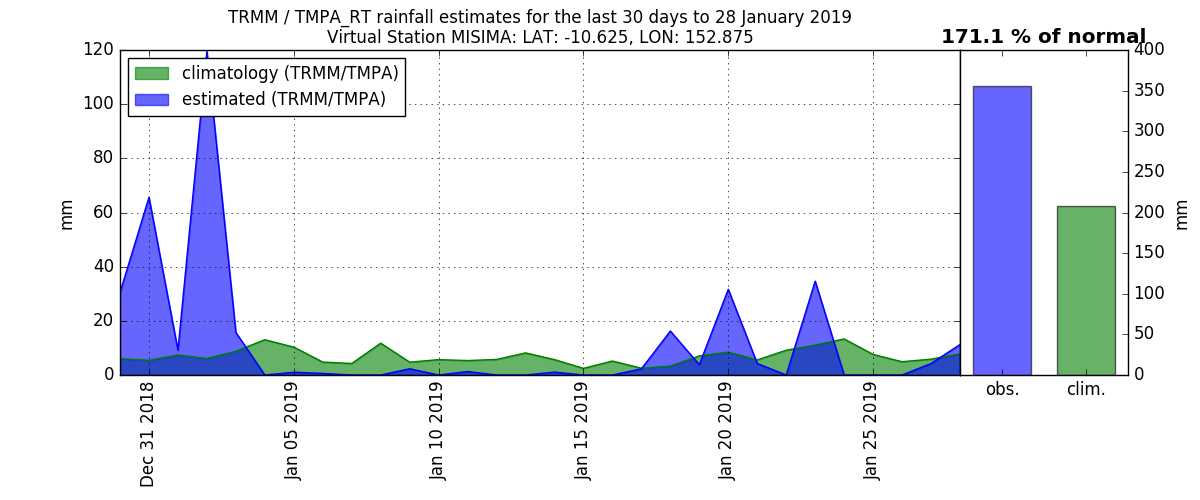 TRMM / TMPA_RT rainfall estimates for the last 30 days to 28 January 2019
Virtual Station MISIMA: LAT: -10.625, LON: 152.875
171.1 % of normal
climatology (TRMM/TMPA)
estimated (TRMM/TMPA)
120
100
80
60
40
20
0
mm
Dec 31 2018
Jan 05 2019
Jan 10 2019
Jan 15 2019
Jan 20 2019
Jan 25 2019
400
350
300
250
200
150
100
50
0
mm
obs.
clim.